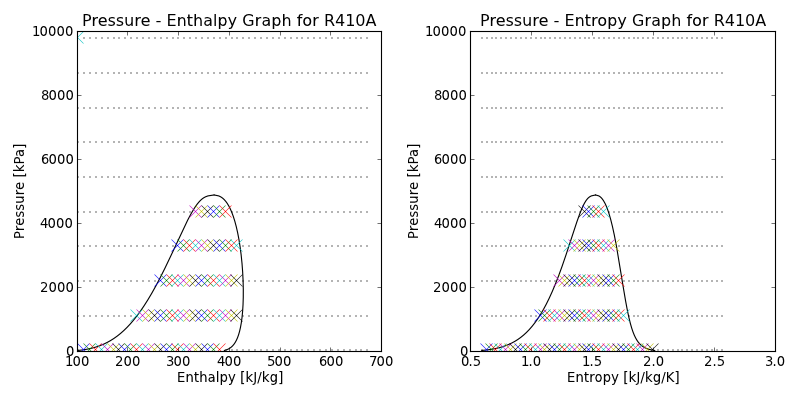 Pressure - Enthalpy Graph for R410A
10000
8000
6000
4000
2000
0
Pressure [kPa]
100 200 300 400 500 600 700
Enthalpy [kJ/kg]
Pressure - Entropy Graph for R410A
10000
8000
6000
4000
2000
0
Pressure [kPa]
0.5 1.0 1.5 2.0 2.5 3.0
Entropy [kJ/kg/K]